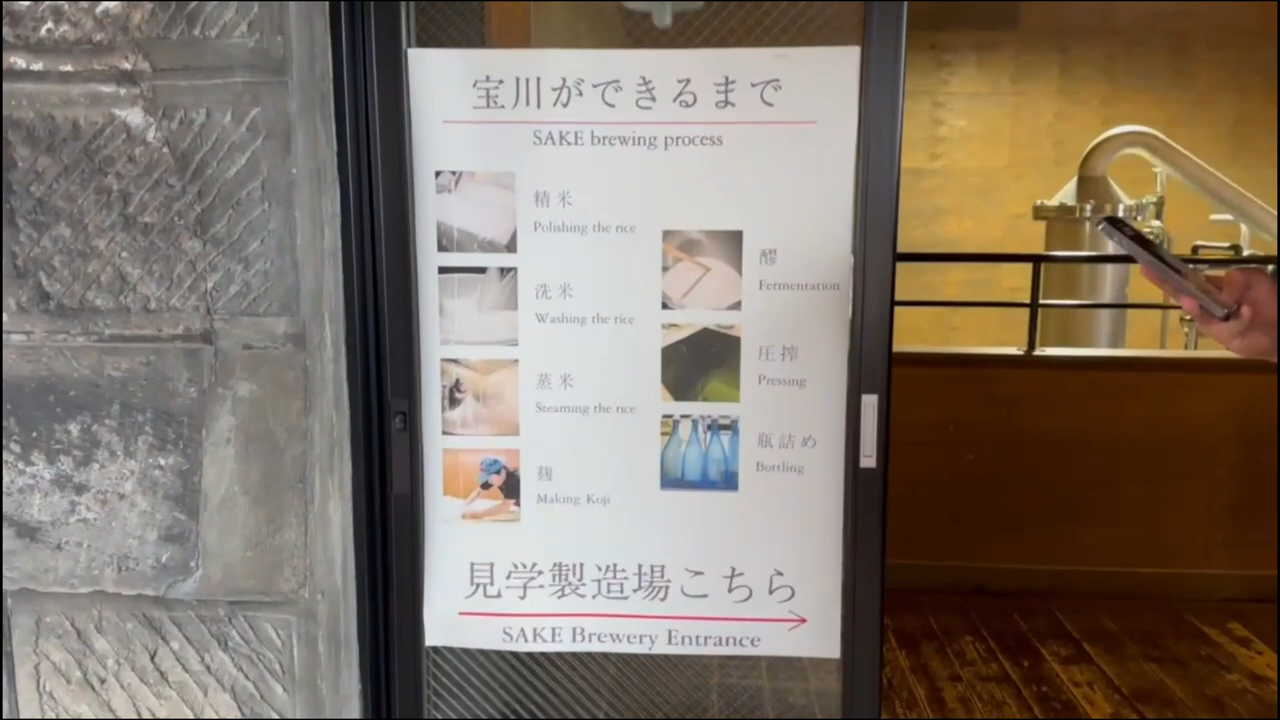 宝川ができるまで
SAKE brewing process
精米
Polishing the rice
洗米
Washing the rice
蒸米
Steaming the rice
麹
Making Koji
醪
Fermentation
圧搾
Pressing
瓶詰め
Bottling
見学製造場こちら
SAKE Brewery Entrance